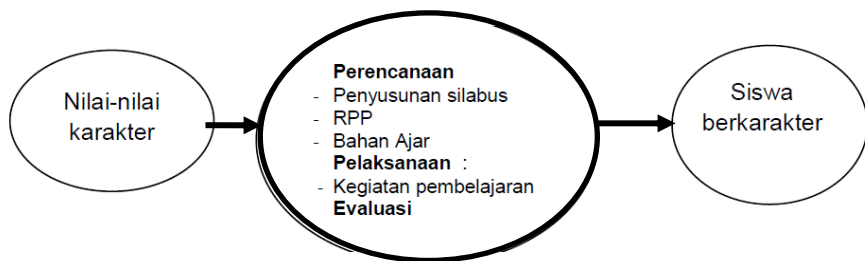 Nilai-nilai
karakter
Perencanaan
- Penyusunan silabus
- RPP
- Bahan Ajar
Pelaksanaan :
- Kegiatan pembelajaran
Evaluasi
Siswa
berkarakter